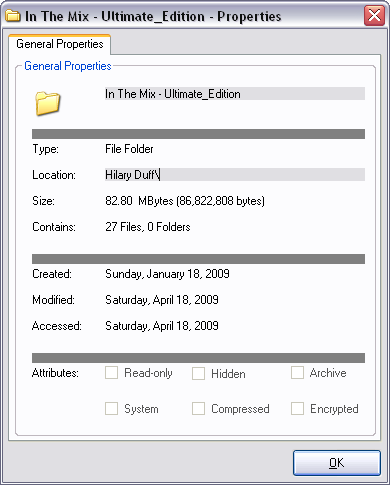 In The Mix - Ultimate_Edition - Properties
General Properties
General Properties
In The Mix - Ultimate_Edition
Type: File Folder
Location: Hilary Duff\
Size: 82.80 MBytes (86,822,808 bytes)
Contains: 27 Files, 0 Folders
Created: Sunday, January 18, 2009
Modified: Saturday, April 18, 2009
Accessed: Saturday, April 18, 2009
Attributes: Read-only Hidden Archive
System Compressed Encrypted
OK